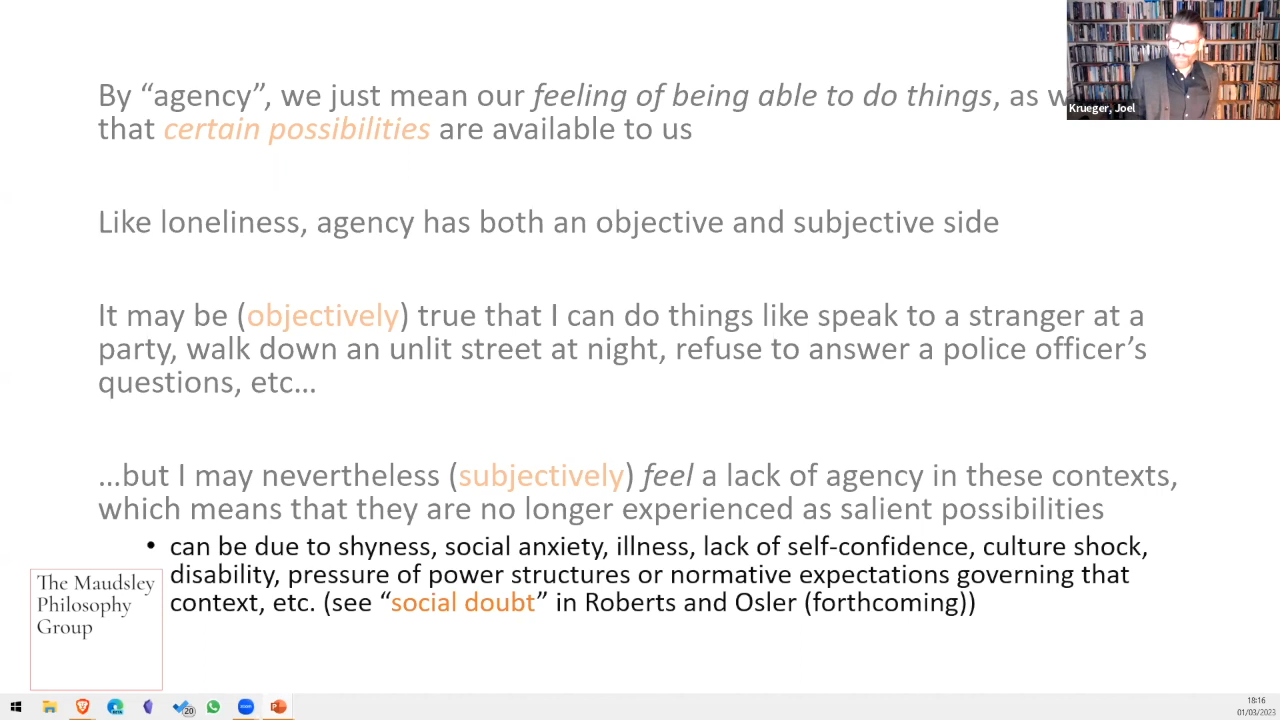 By “agency”, we just mean our feeling of being able to do things, as
that certain possibilities are available to us
Krueger, Joel
Like loneliness, agency has both an objective and subjective side
It may be (objectively) true that I can do things like speak to a stranger at a
party, walk down an unlit street at night, refuse to answer a police officer’s
questions, etc…
…but I may nevertheless (subjectively) feel a lack of agency in these contexts,
which means that they are no longer experienced as salient possibilities
• can be due to shyness, social anxiety, illness, lack of self-confidence, culture shock,
disability, pressure of power structures or normative expectations governing that
context, etc. (see “social doubt” in Roberts and Osler (forthcoming))
The Maudsley
Philosophy
Group
20
18:16
01/03/2023